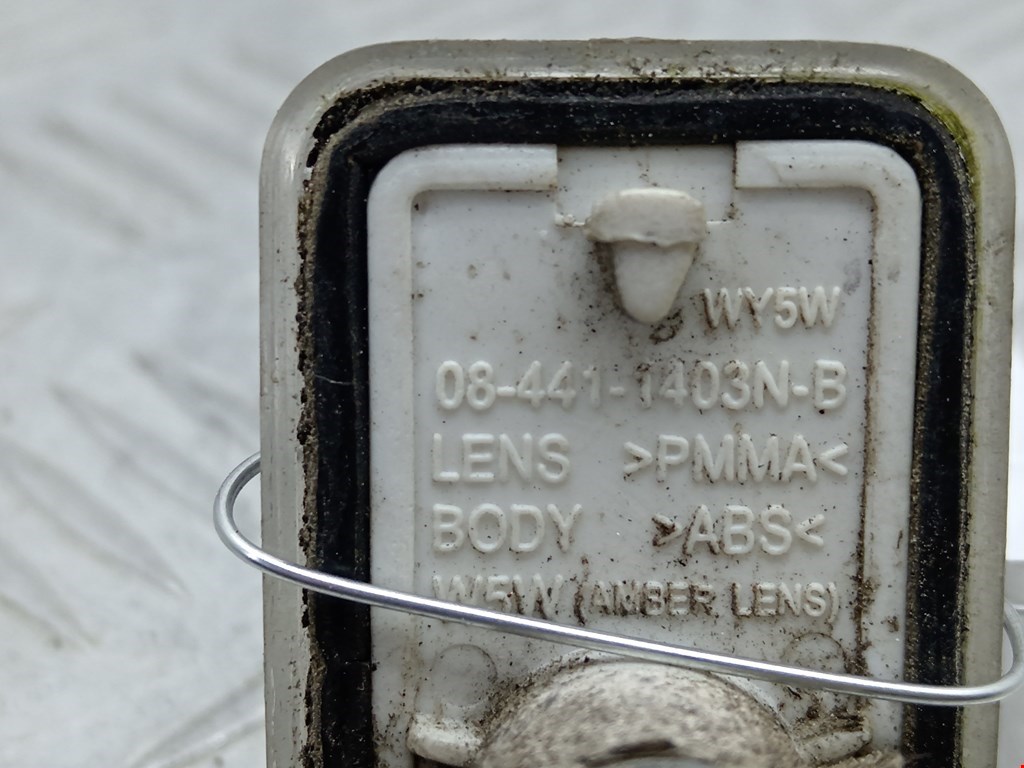 WY5W
08-441-1403N-B
LENS >PMMA<
BODY >ABS<
W5W (AMBER LENS)